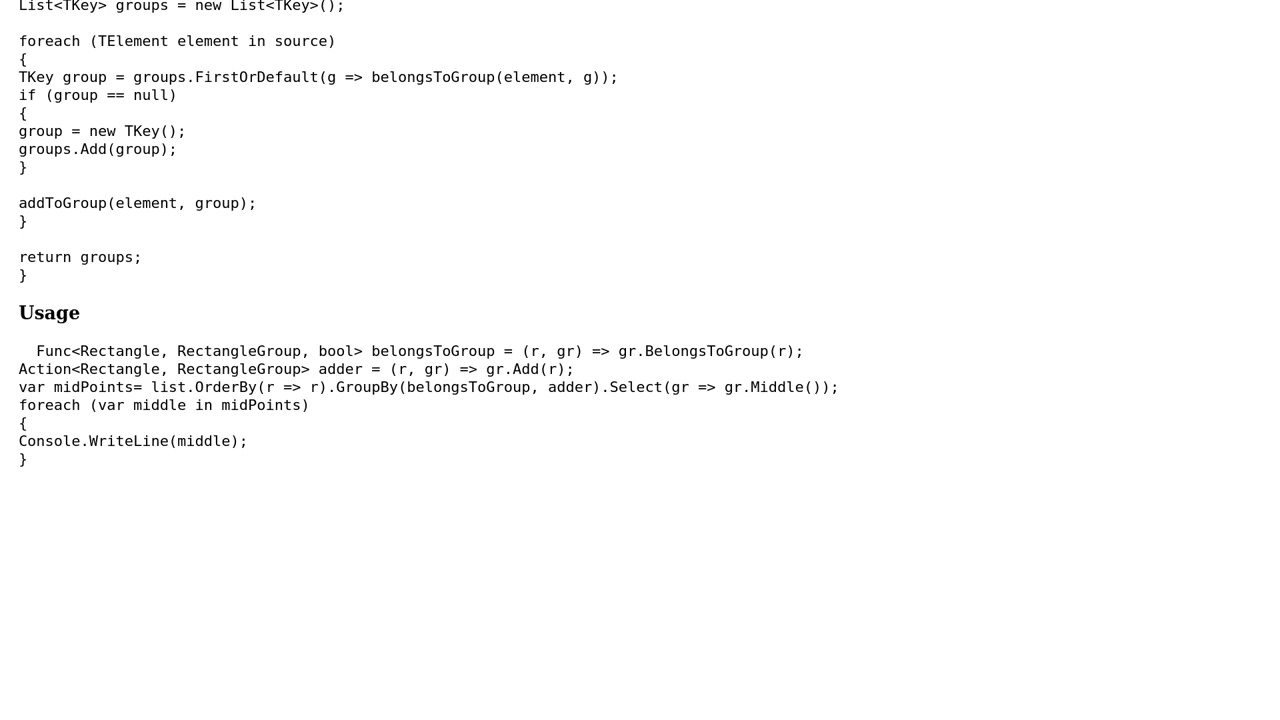 List<TKey> groups = new List<TKey>();
foreach (TElement element in source)
{
TKey group = groups.FirstOrDefault(g => belongsToGroup(element, g));
if (group == null)
{
group = new TKey();
groups.Add(group);
}
addToGroup(element, group);
}
return groups;
}
Usage
Func<Rectangle, RectangleGroup, bool> belongsToGroup = (r, gr) => gr.BelongsToGroup(r);
Action<Rectangle, RectangleGroup> adder = (r, gr) => gr.Add(r);
var midPoints= list.OrderBy(r => r).GroupBy(belongsToGroup, adder).Select(gr => gr.Middle());
foreach (var middle in midPoints)
{
Console.WriteLine(middle);
}